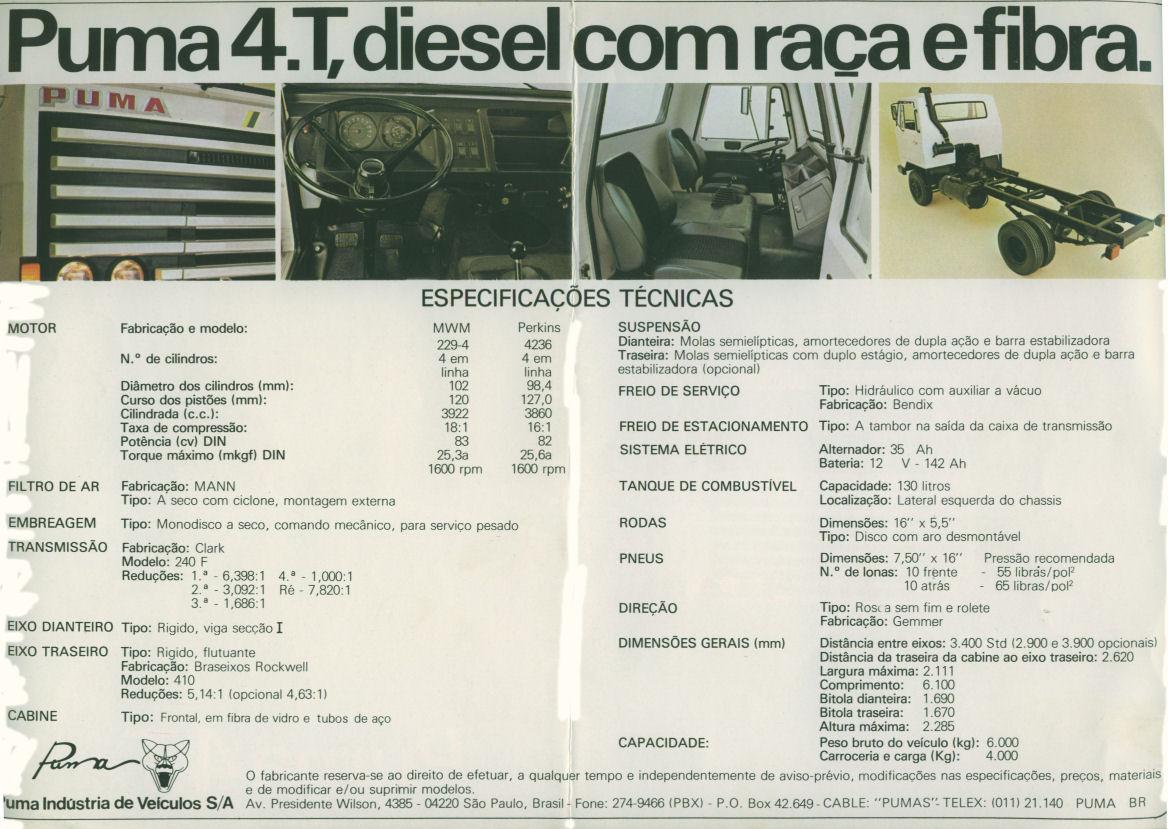 Puma 4.T, diesel com raça e fibra.
PUMA
ESPECIFICAÇÕES TÉCNICAS
MOTOR Fabricação e modelo: MWM Perkins
229-4 4236
N.º de cilindros: 4 em 4 em
linha linha
Diâmetro dos cilindros (mm): 102 98,4
Curso dos pistões (mm): 120 127,0
Cilindrada (c.c.): 3922 3860
Taxa de compressão: 18:1 16:1
Potência (cv) DIN 83 82
Torque máximo (mkgf) DIN 25,3a 25,6a
1600 rpm 1600 rpm
FILTRO DE AR Fabricação: MANN
Tipo: A seco com ciclone, montagem externa
EMBREAGEM Tipo: Monodisco a seco, comando mecânico, para serviço pesado
TRANSMISSÃO Fabricação: Clark
Modelo: 240 F
Reduções: 1.ª - 6,398:1 4.ª - 1,000:1
2.ª - 3,092:1 Ré - 7,820:1
3.ª - 1,686:1
EIXO DIANTEIRO Tipo: Rigido, viga secção I
EIXO TRASEIRO Tipo: Rigido, flutuante
Fabricação: Braseixos Rockwell
Modelo: 410
Reduções: 5,14:1 (opcional 4,63:1)
CABINE Tipo: Frontal, em fibra de vidro e tubos de aço
SUSPENSÃO
Dianteira: Molas semielípticas, amortecedores de dupla ação e barra estabilizadora
Traseira: Molas semielípticas com duplo estágio, amortecedores de dupla ação e barra
estabilizadora (opcional)
FREIO DE SERVIÇO Tipo: Hidráulico com auxiliar a vácuo
Fabricação: Bendix
FREIO DE ESTACIONAMENTO Tipo: A tambor na saída da caixa de transmissão
SISTEMA ELÉTRICO Alternador: 35 Ah
Bateria: 12 V - 142 Ah
TANQUE DE COMBUSTÍVEL Capacidade: 130 litros
Localização: Lateral esquerda do chassis
RODAS Dimensões: 16’’ x 5,5’’
Tipo: Disco com aro desmontável
PNEUS Dimensões: 7,50’’ x 16’’ Pressão recomendada
N.º de lonas: 10 frente - 55 libras/pol²
10 atrás - 65 libras/pol²
DIREÇÃO Tipo: Rosca sem fim e rolete
Fabricação: Gemmer
DIMENSÕES GERAIS (mm) Distância entre eixos: 3.400 Std (2.900 e 3.900 opcionais)
Distância da traseira da cabine ao eixo traseiro: 2.620
Largura máxima: 2.111
Comprimento: 6.100
Bitola dianteira: 1.690
Bitola traseira: 1.670
Altura máxima: 2.285
CAPACIDADE: Peso bruto do veículo (kg): 6.000
Carroceria e carga (Kg): 4.000
Puma
O fabricante reserva-se ao direito de efetuar, a qualquer tempo e independentemente de aviso-prévio, modificações nas especificações, preços, materiais
e de modificar e/ou suprimir modelos.
uma Indústria de Veículos S/A Av. Presidente Wilson, 4385 - 04220 São Paulo, Brasil - Fone: 274-9466 (PBX) - P.O. Box 42.649 - CABLE: ‘‘PUMAS’’- TELEX: (011) 21.140 PUMA BR